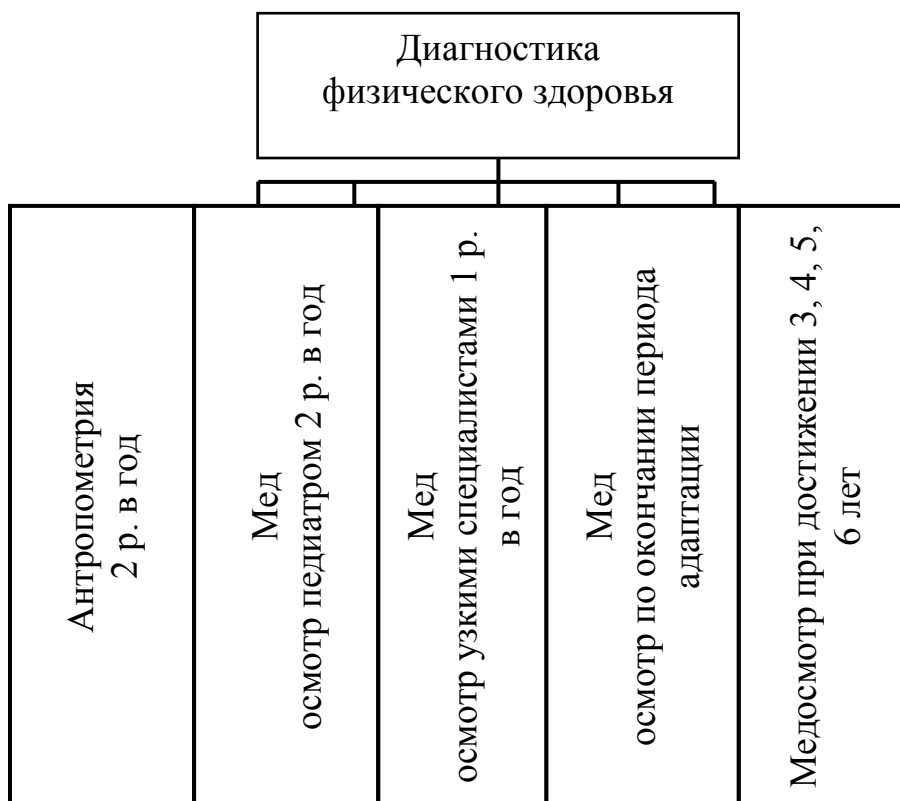 Диагностика
физического здоровья
Антропометрия
2 р. в год
Мед
осмотр педиатром 2 р. в год
Мед
осмотр узкими специалистами 1 р.
в год
Мед
осмотр по окончании периода
адаптации
Медосмотр при достижении 3, 4, 5,
6 лет